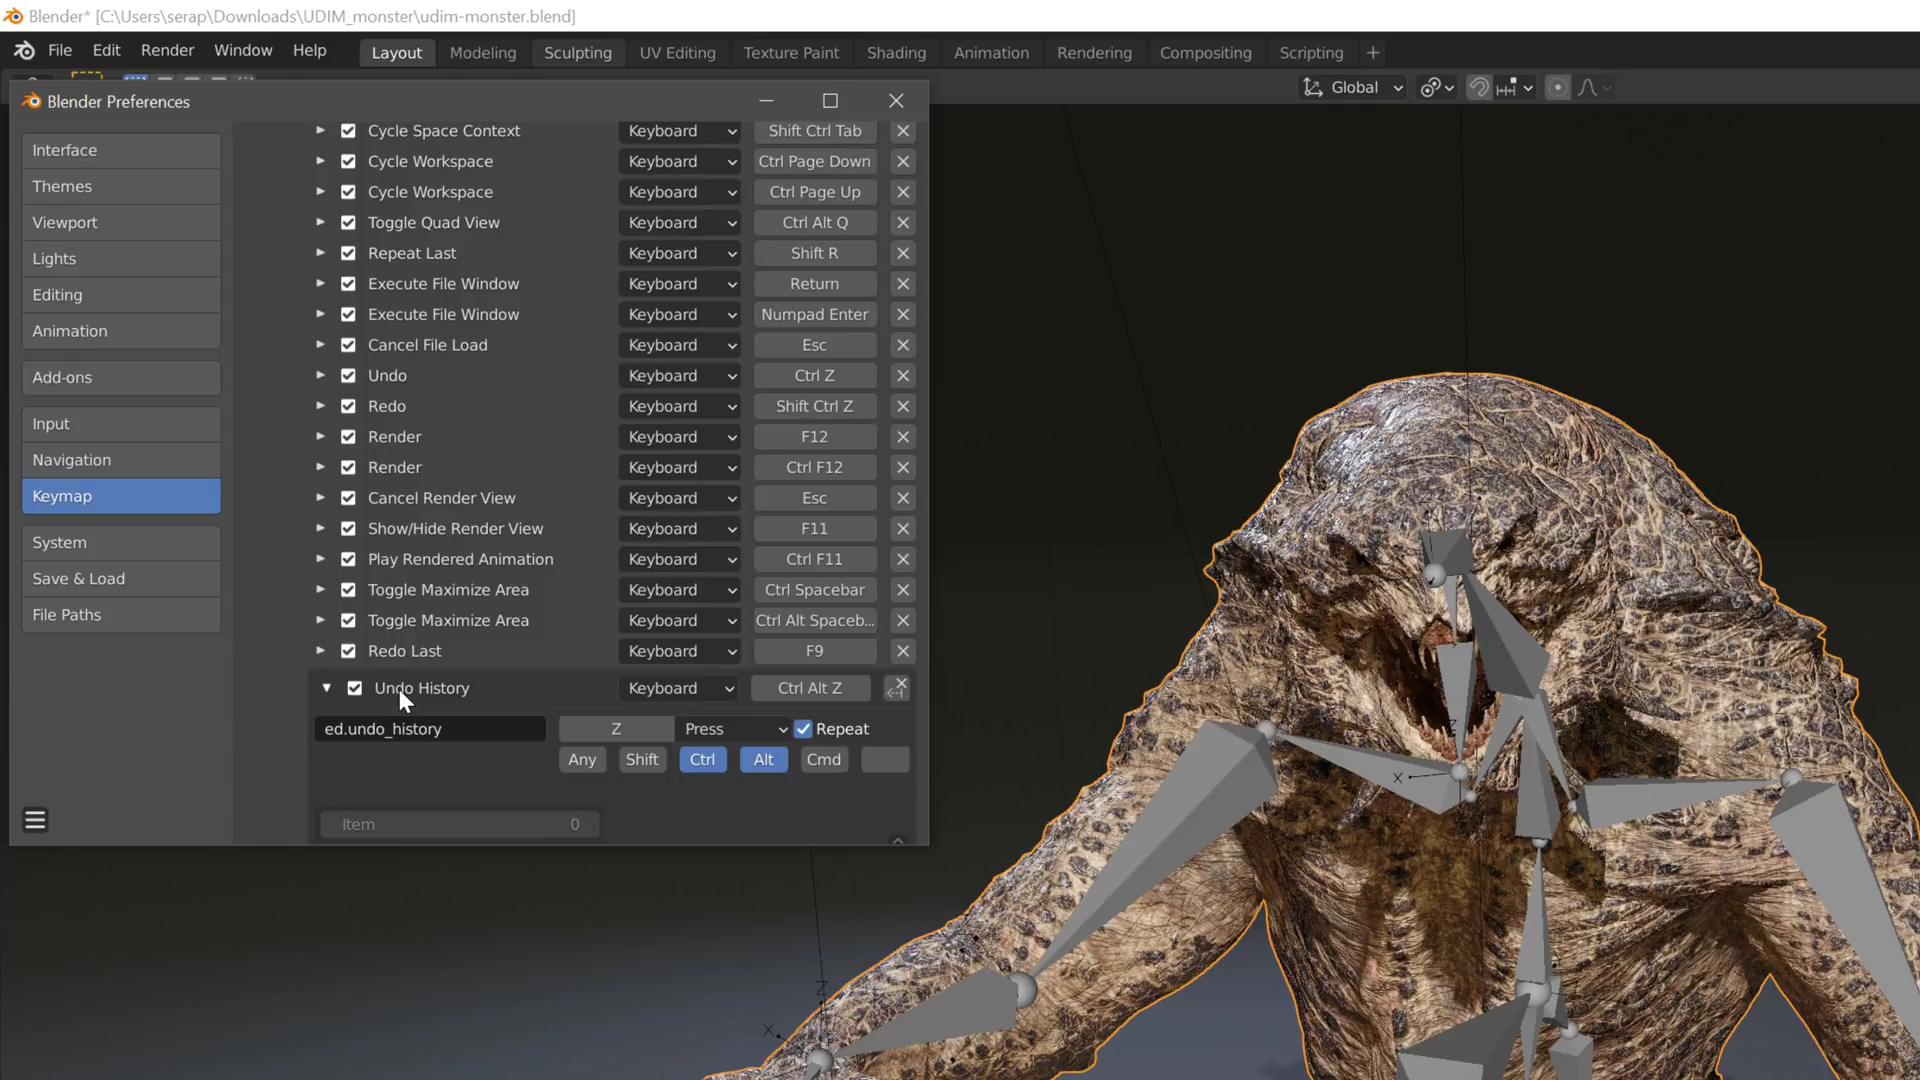 Blender* [C:\Users\serap\Downloads\UDIM_monster\udim-monster.blend]
File Edit Render Window Help Layout Modeling Sculpting UV Editing Texture Paint Shading Animation Rendering Compositing Scripting +
Global
Blender Preferences
Interface
Themes
Viewport
Lights
Editing
Animation
Add-ons
Input
Navigation
Keymap
System
Save & Load
File Paths
Cycle Space Context Keyboard Shift Ctrl Tab
Cycle Workspace Keyboard Ctrl Page Down
Cycle Workspace Keyboard Ctrl Page Up
Toggle Quad View Keyboard Ctrl Alt Q
Repeat Last Keyboard Shift R
Execute File Window Keyboard Return
Execute File Window Keyboard Numpad Enter
Cancel File Load Keyboard Esc
Undo Keyboard Ctrl Z
Redo Keyboard Shift Ctrl Z
Render Keyboard F12
Render Keyboard Ctrl F12
Cancel Render View Keyboard Esc
Show/Hide Render View Keyboard F11
Play Rendered Animation Keyboard Ctrl F11
Toggle Maximize Area Keyboard Ctrl Spacebar
Toggle Maximize Area Keyboard Ctrl Alt Spaceb...
Redo Last Keyboard F9
Undo History Keyboard Ctrl Alt Z
ed.undo_history Z Press Repeat
Any Shift Ctrl Alt Cmd
Item 0
Z
X
Z
X